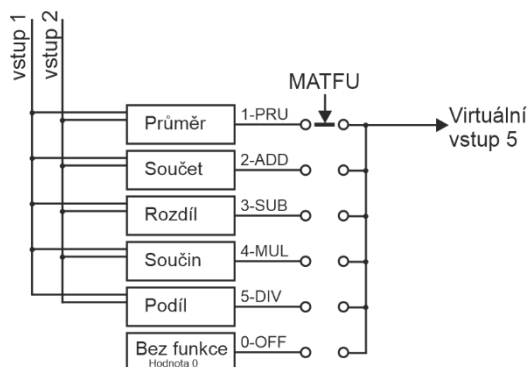 vstup 1
vstup 2
MATFU
Průměr
1-PRU
Virtuální
vstup 5
Součet
2-ADD
Rozdíl
3-SUB
Součin
4-MUL
Podíl
5-DIV
Bez funkce
Hodnota 0
0-OFF